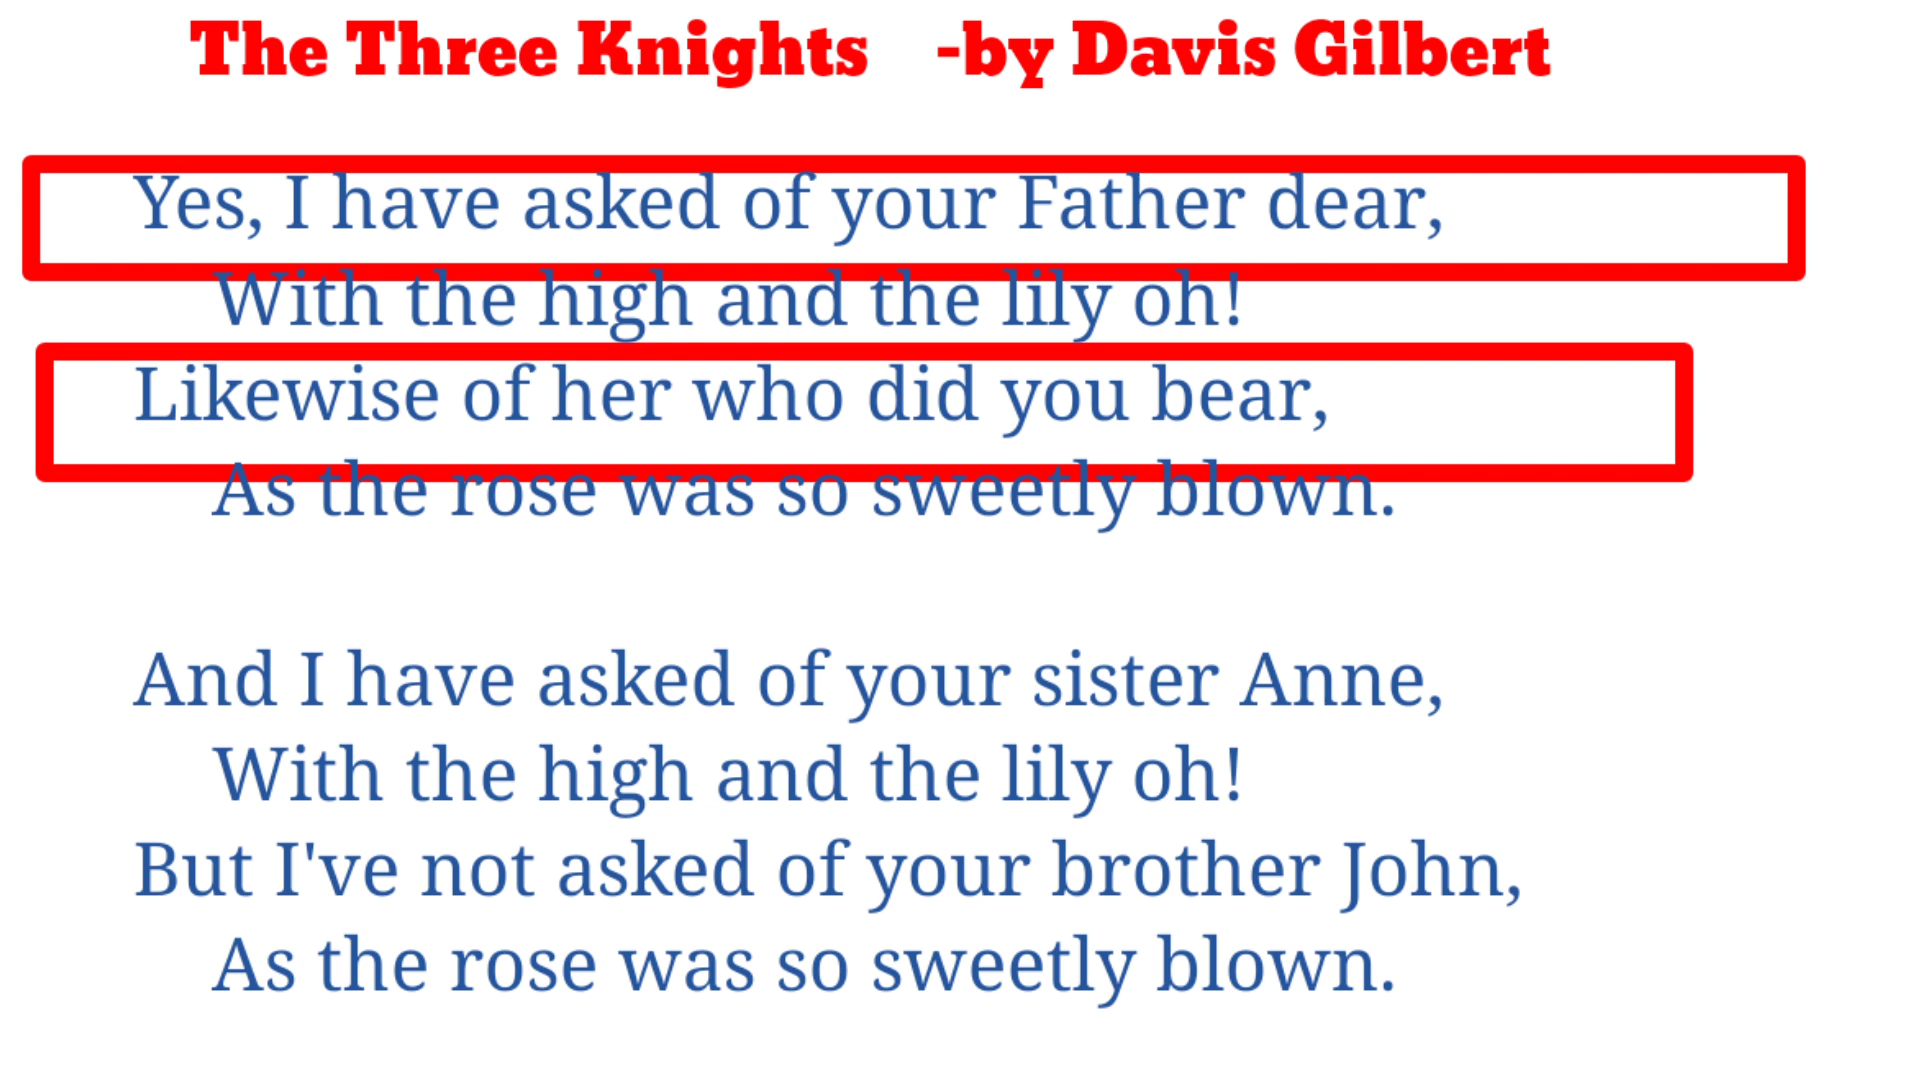 The Three Knights -by Davis Gilbert
Yes, I have asked of your Father dear,
With the high and the lily oh!
Likewise of her who did you bear,
As the rose was so sweetly blown.
And I have asked of your sister Anne,
With the high and the lily oh!
But I've not asked of your brother John,
As the rose was so sweetly blown.